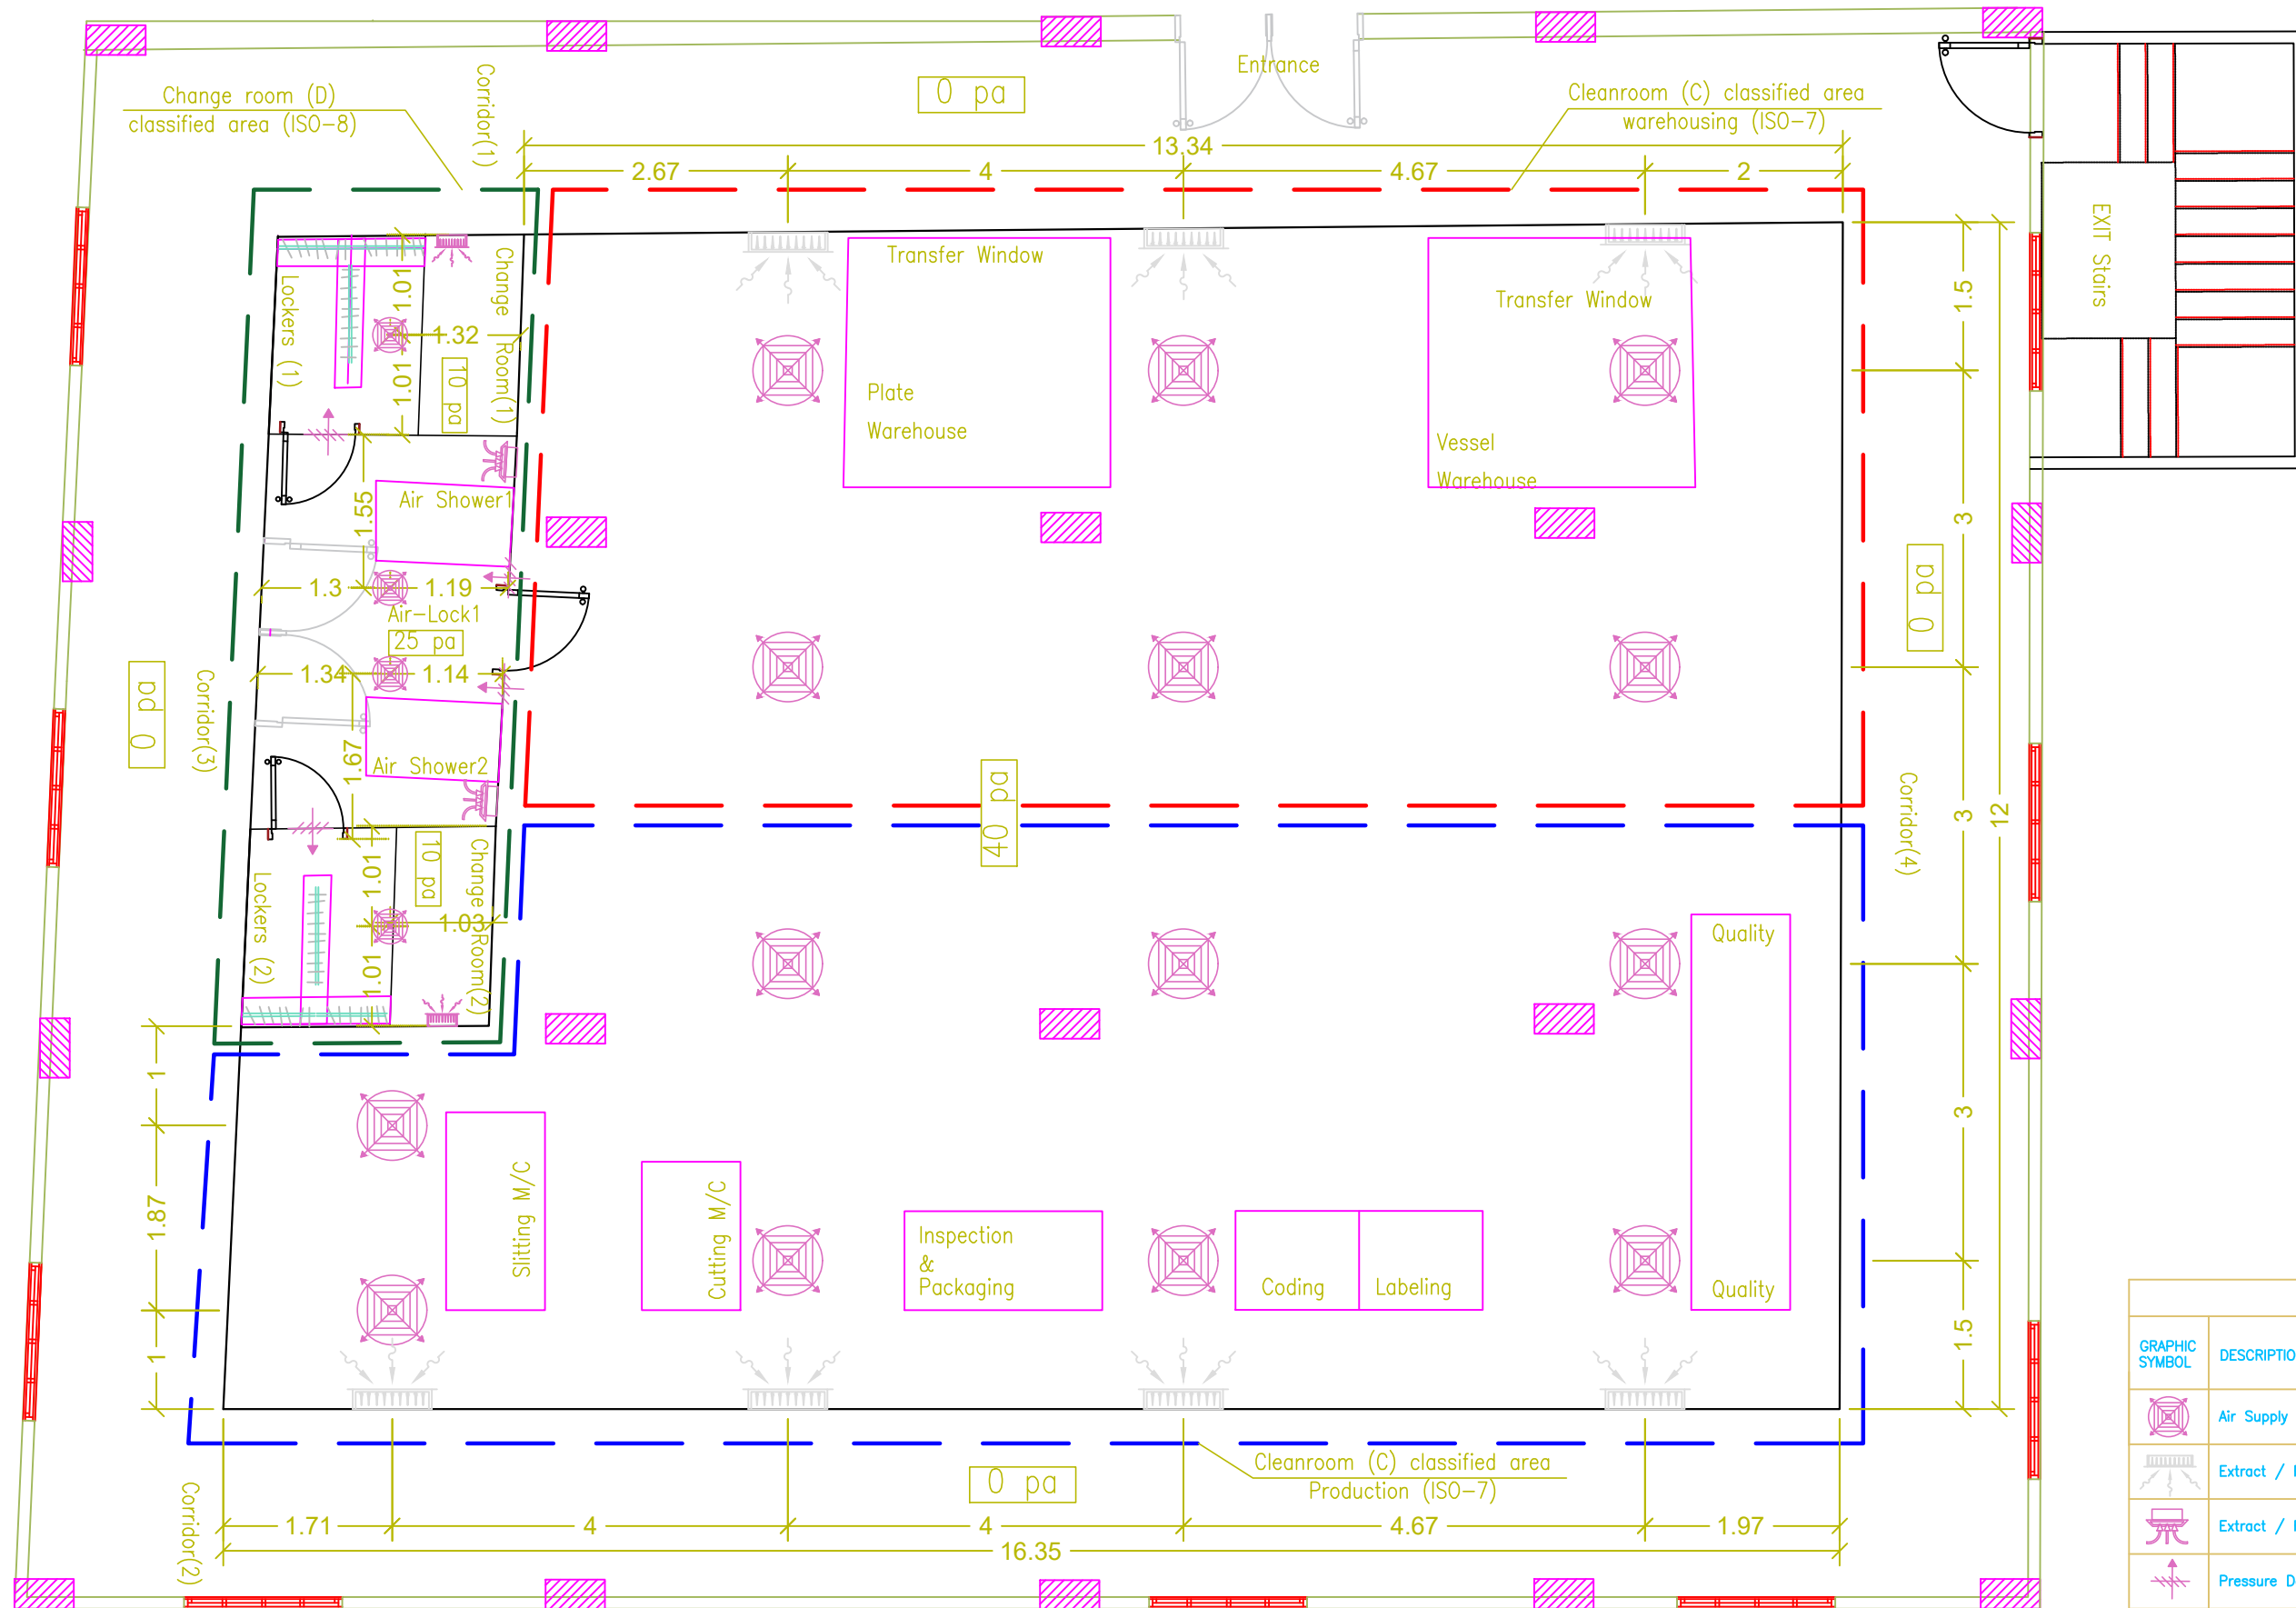 Entrance
0 pa
Change room (D)
classified area (ISO-8)
Corridor(1)
Cleanroom (C) classified area
warehousing (ISO-7)
13.34
2.67
4
4.67
2
EXIT Stairs
Transfer Window
Plate
Warehouse
Transfer Window
Vessel
Warehouse
Lockers (1)
1.01
1.01
1.32
10 pa
Change Room(1)
1.55
Air Shower1
1.3
1.19
Air-Lock1
25 pa
1.34
1.14
1.67
Air Shower2
0 pa
Corridor(3)
Lockers (2)
1.01
1.01
1.03
10 pa
Change Room(2)
40 pa
1.5
3
3
3
1.5
12
0 pa
Corridor(4)
1
1.87
1
Slitting M/C
Cutting M/C
Inspection
&
Packaging
Coding
Labeling
Quality
Quality
Cleanroom (C) classified area
Production (ISO-7)
0 pa
Corridor(2)
1.71
4
4
4.67
1.97
16.35
GRAPHIC
SYMBOL
DESCRIPTIO
Air Supply
Extract /
Extract /
Pressure D